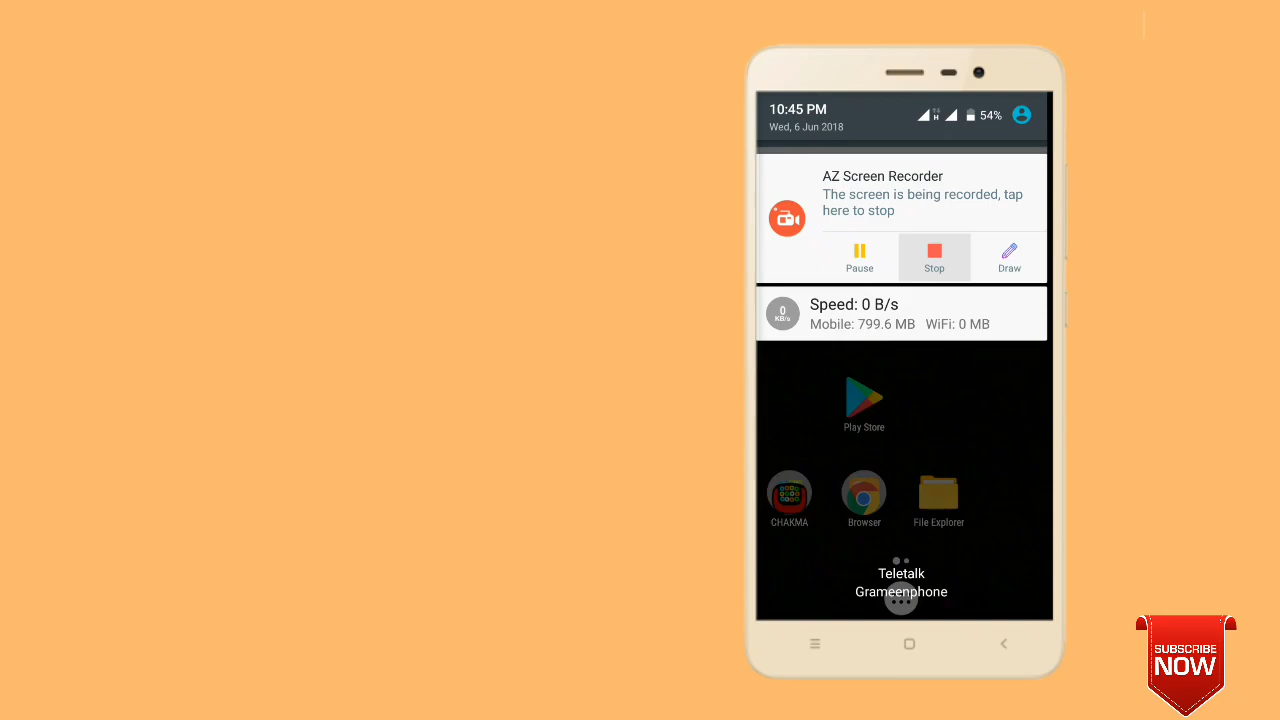 10:45 PM
Wed, 6 Jun 2018
54%
AZ Screen Recorder
The screen is being recorded, tap
here to stop
Pause
Stop
Draw
0
KB/s
Speed: 0 B/s
Mobile: 799.6 MB WiFi: 0 MB
Play Store
CHAKMA
Browser
File Explorer
Teletalk
Grameenphone
SUBSCRIBE
NOW